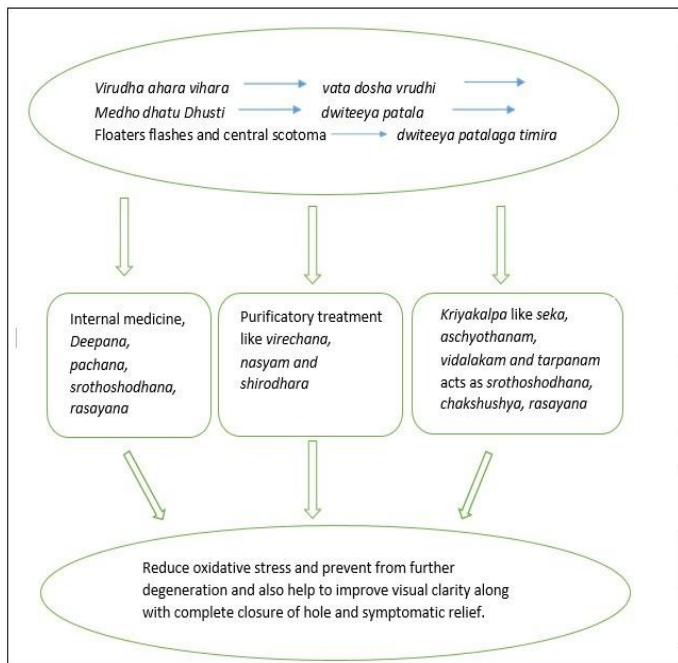 Virudha ahara vihara vata dosha vrudhi
Medho dhatu Dhusti dwiteeya patala
Floaters flashes and central scotoma dwiteeya patalaga timira
Internal medicine,
Deepana,
pachana,
srothoshodhana,
rasayana
Purificatory treatment
like virechana,
nasyam and
shirodhara
Kriyakalpa like seka,
aschyothanam,
vidalakam and tarpanam
acts as srothoshodhana,
chakshushya, rasayana
Reduce oxidative stress and prevent from further
degeneration and also help to improve visual clarity along
with complete closure of hole and symptomatic relief.